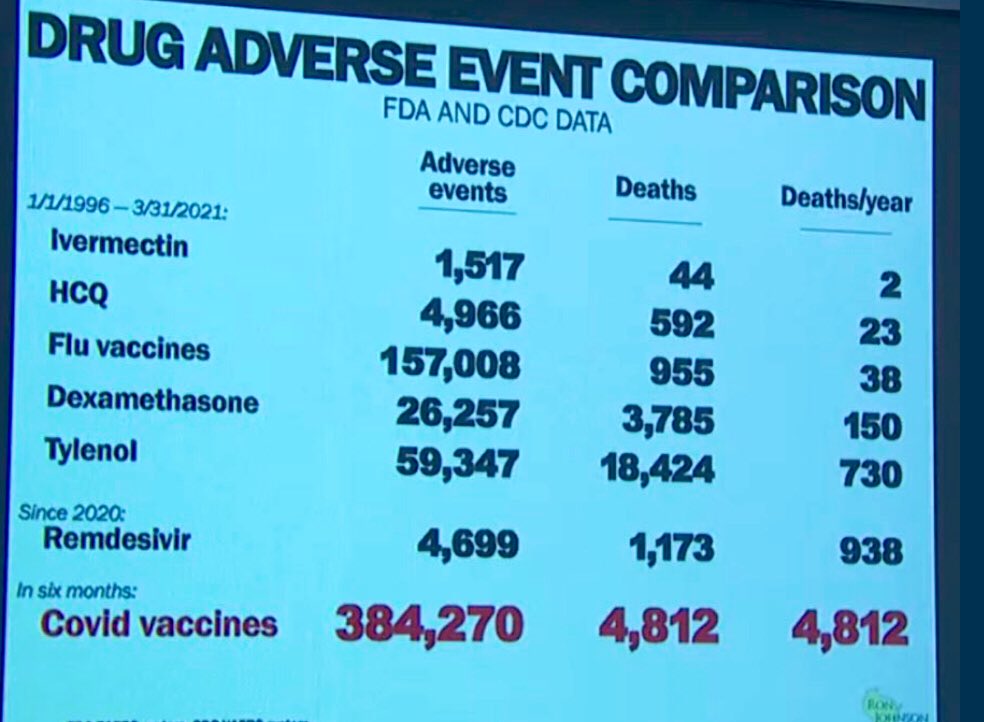 DRUG ADVERSE EVENT COMPARISON
FDA AND CDC DATA
Adverse events Deaths Deaths/year
1/1/1996 – 3/31/2021:
Ivermectin 1,517 44 2
HCQ 4,966 592 23
Flu vaccines 157,008 955 38
Dexamethasone 26,257 3,785 150
Tylenol 59,347 18,424 730
Since 2020:
Remdesivir 4,699 1,173 938
In six months:
Covid vaccines 384,270 4,812 4,812
RON
JOHNSON